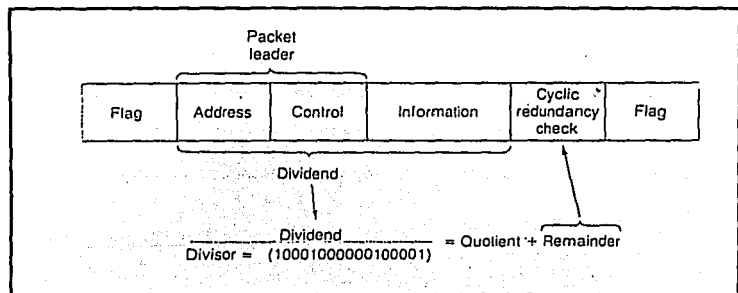 Packet
leader
Flag
Address
Control
Information
Cyclic
redundancy
check
Flag
Dividend
Dividend
Divisor = (10001000000100001)
= Quotient + Remainder